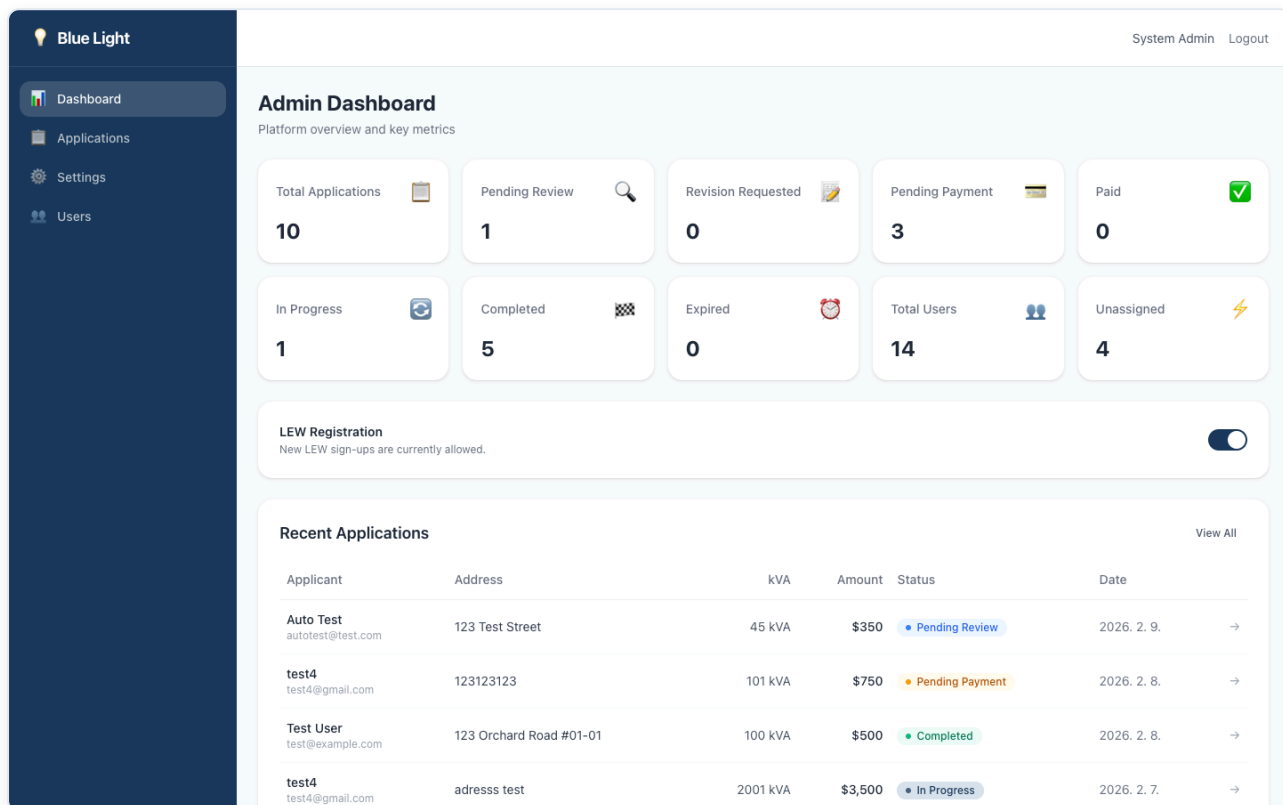 Blue Light
System Admin Logout
Dashboard
Applications
Settings
Users
Admin Dashboard
Platform overview and key metrics
Total Applications
10
Pending Review
1
Revision Requested
0
Pending Payment
3
Paid
0
In Progress
1
Completed
5
Expired
0
Total Users
14
Unassigned
4
LEW Registration
New LEW sign-ups are currently allowed.
Recent Applications
View All
Applicant Address kVA Amount Status Date
Auto Test
autotest@test.com
123 Test Street 45 kVA $350 Pending Review 2026. 2. 9. →
test4
test4@gmail.com
123123123 101 kVA $750 Pending Payment 2026. 2. 8. →
Test User
test@example.com
123 Orchard Road #01-01 100 kVA $500 Completed 2026. 2. 8. →
test4
test4@gmail.com
adresss test 2001 kVA $3,500 In Progress 2026. 2. 7. →